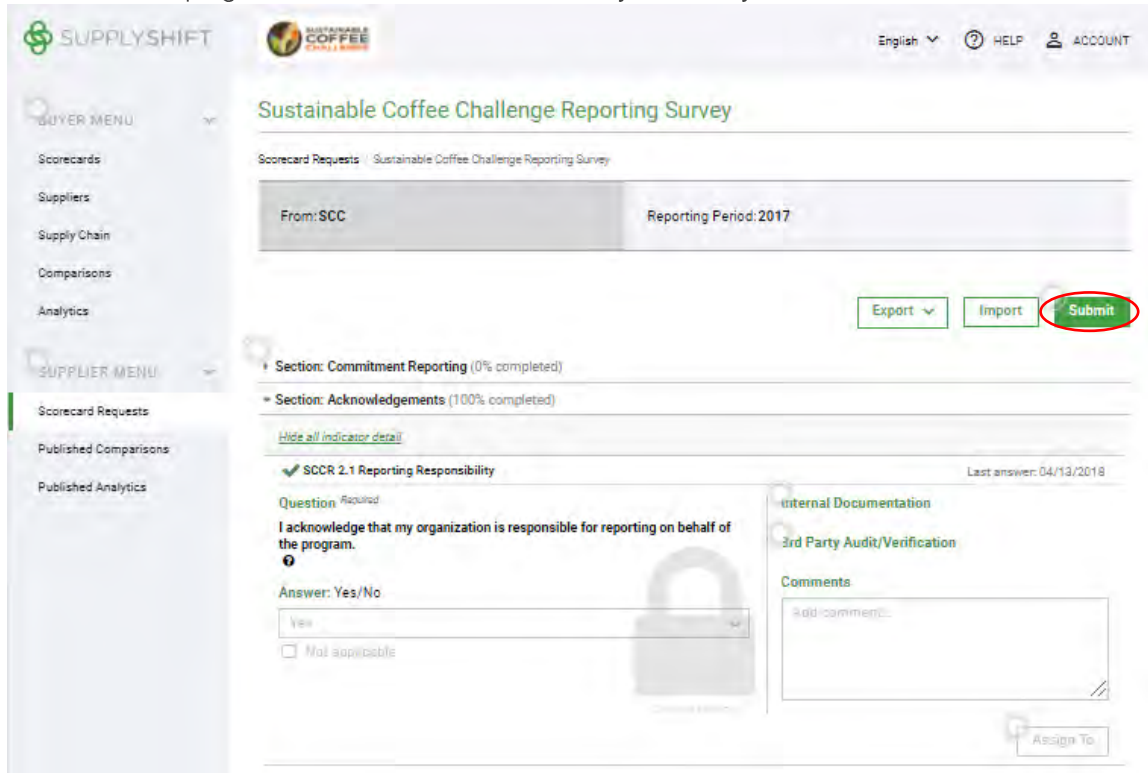 SUPPLYSHIFT
SUSTAINABLE
COFFEE
CHALLENGE
English
HELP
ACCOUNT
BUYER MENU
Scorecards
Suppliers
Supply Chain
Comparisons
Analytics
SUPPLIER MENU
Scorecard Requests
Published Comparisons
Published Analytics
Sustainable Coffee Challenge Reporting Survey
Scorecard Requests / Sustainable Coffee Challenge Reporting Survey
From: SCC
Reporting Period: 2017
Export
Import
Submit
Section: Commitment Reporting (0% completed)
Section: Acknowledgements (100% completed)
Hide all indicator detail
SCCR 2.1 Reporting Responsibility
Last answer: 04/13/2018
Question Required
I acknowledge that my organization is responsible for reporting on behalf of
the program.
Answer: Yes/No
Yes
Not applicable
Internal Documentation
3rd Party Audit/Verification
Comments
Add comment...
Assign To